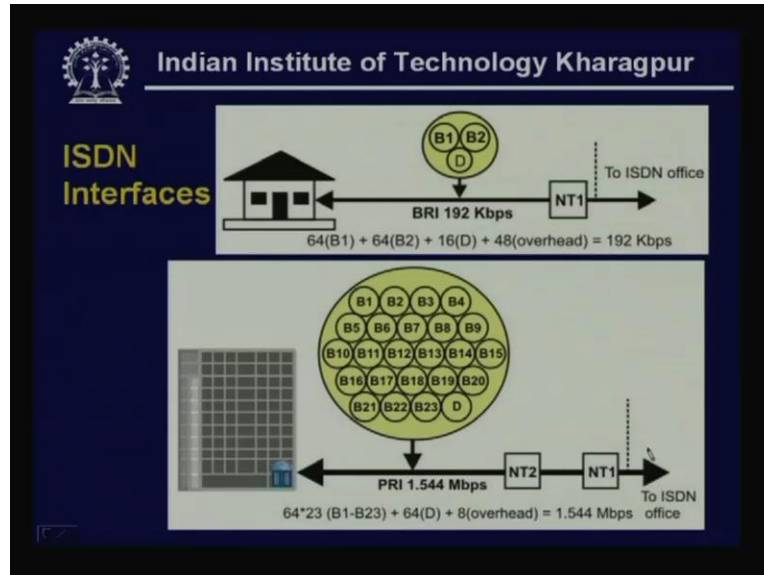 Indian Institute of Technology Kharagpur
ISDN
Interfaces
B1 B2
D
To ISDN office
NT1
BRI 192 Kbps
64(B1) + 64(B2) + 16(D) + 48(overhead) = 192 Kbps
B1 B2 B3 B4
B5 B6 B7 B8 B9
B10 B11 B12 B13 B14 B15
B16 B17 B18 B19 B20
B21 B22 B23 D
NT2 NT1
PRI 1.544 Mbps
To ISDN
office
64*23 (B1-B23) + 64(D) + 8(overhead) = 1.544 Mbps